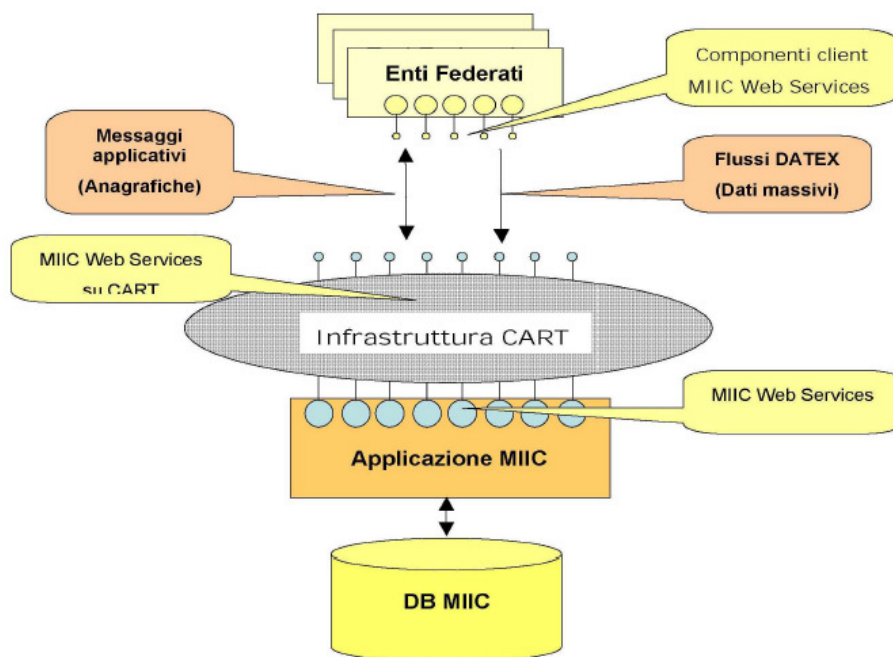 Enti Federati
Componenti client
MIIC Web Services
Messaggi
applicativi
(Anagrafiche)
Flussi DATEX
(Dati massivi)
MIIC Web Services
su CART
Infrastruttura CART
MIIC Web Services
Applicazione MIIC
DB MIIC